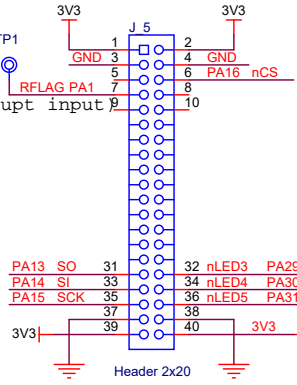 3V3 3V3
TP1 J_5
1 2
GND 3 4 GND
5 6 PA16 nCS
RFLAG PA1 7 8
upt input) 9 10
PA13 SO 31 32 nLED3 PA29
PA14 SI 33 34 nLED4 PA30
PA15 SCK 35 36 nLED5 PA31
37 38
3V3 39 40 3V3
Header 2x20